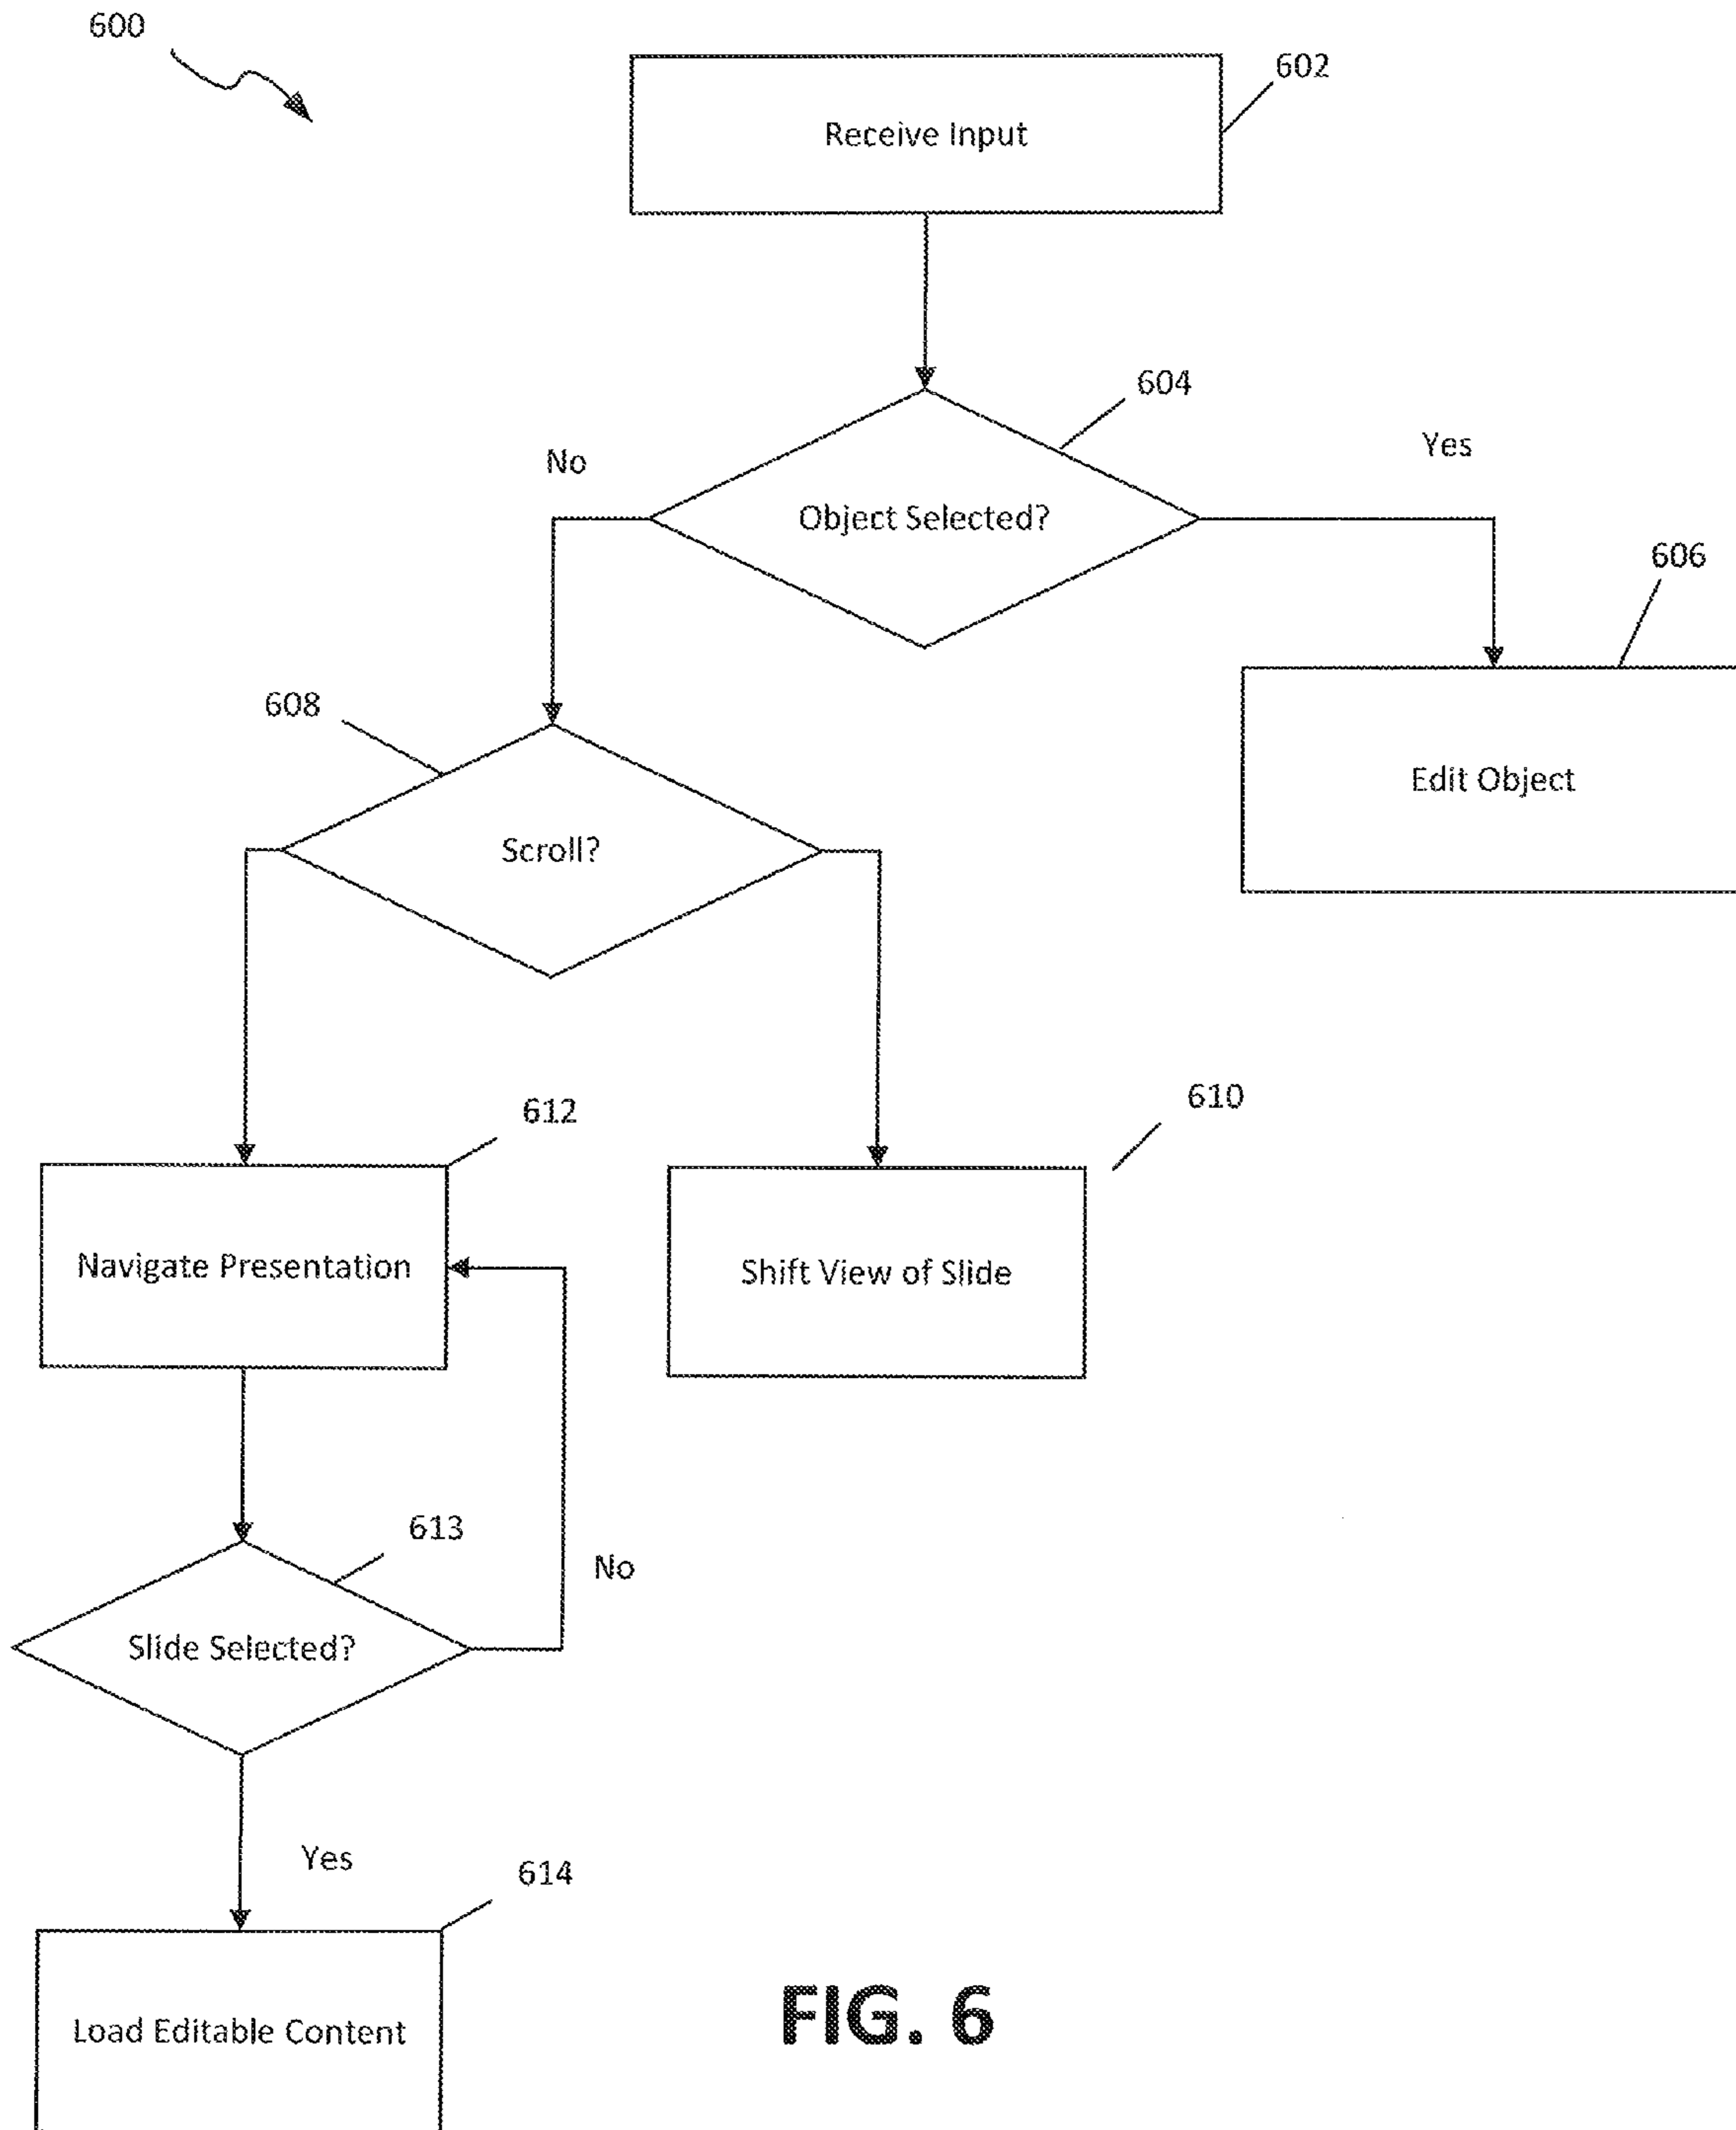 600
602
Receive Input
604
No
Yes
Object Selected?
606
608
Edit Object
Scroll?
610
612
Navigate Presentation
Shift View of Slide
613
No
Slide Selected?
Yes
614
Load Editable Content
FIG. 6